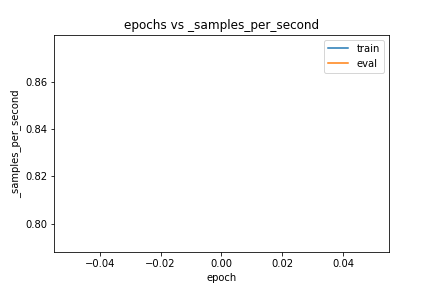 epochs vs _samples_per_second
train
eval
0.86
0.84
0.82
0.80
_samples_per_second
−0.04
−0.02
0.00
0.02
0.04
epoch